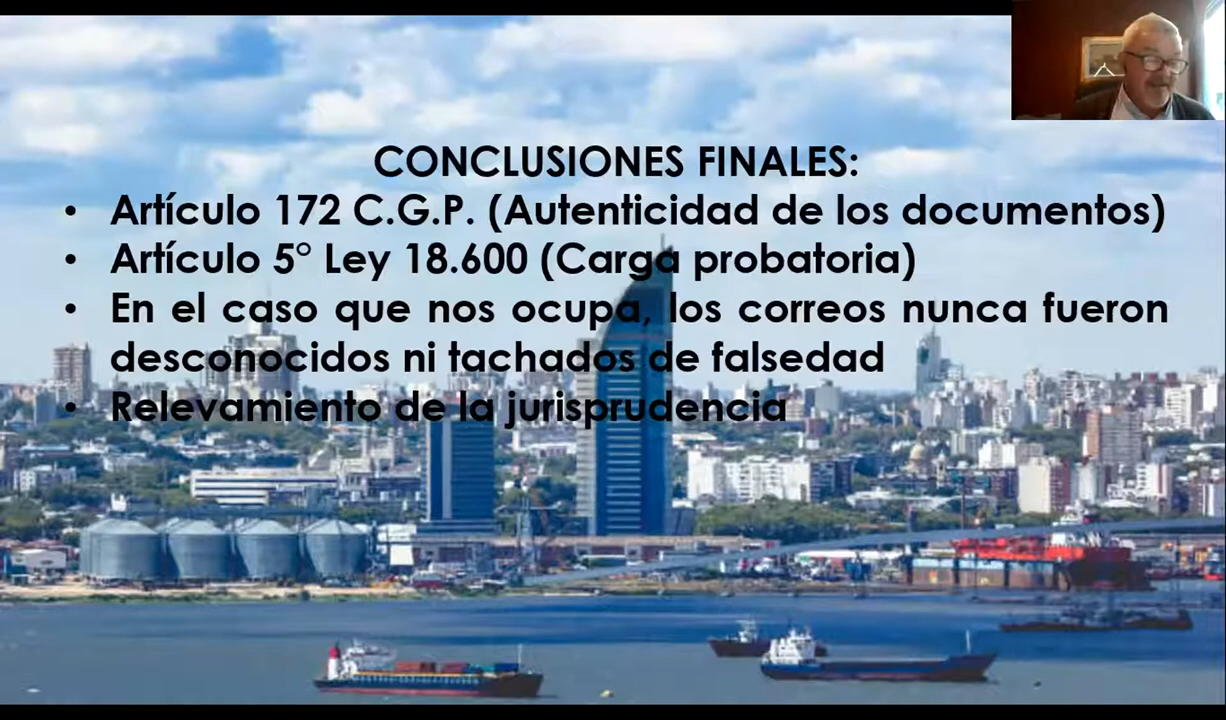 CONCLUSIONES FINALES:
• Artículo 172 C.G.P. (Autenticidad de los documentos)
• Artículo 5° Ley 18.600 (Carga probatoria)
• En el caso que nos ocupa, los correos nunca fueron
desconocidos ni tachados de falsedad
• Relevamiento de la jurisprudencia